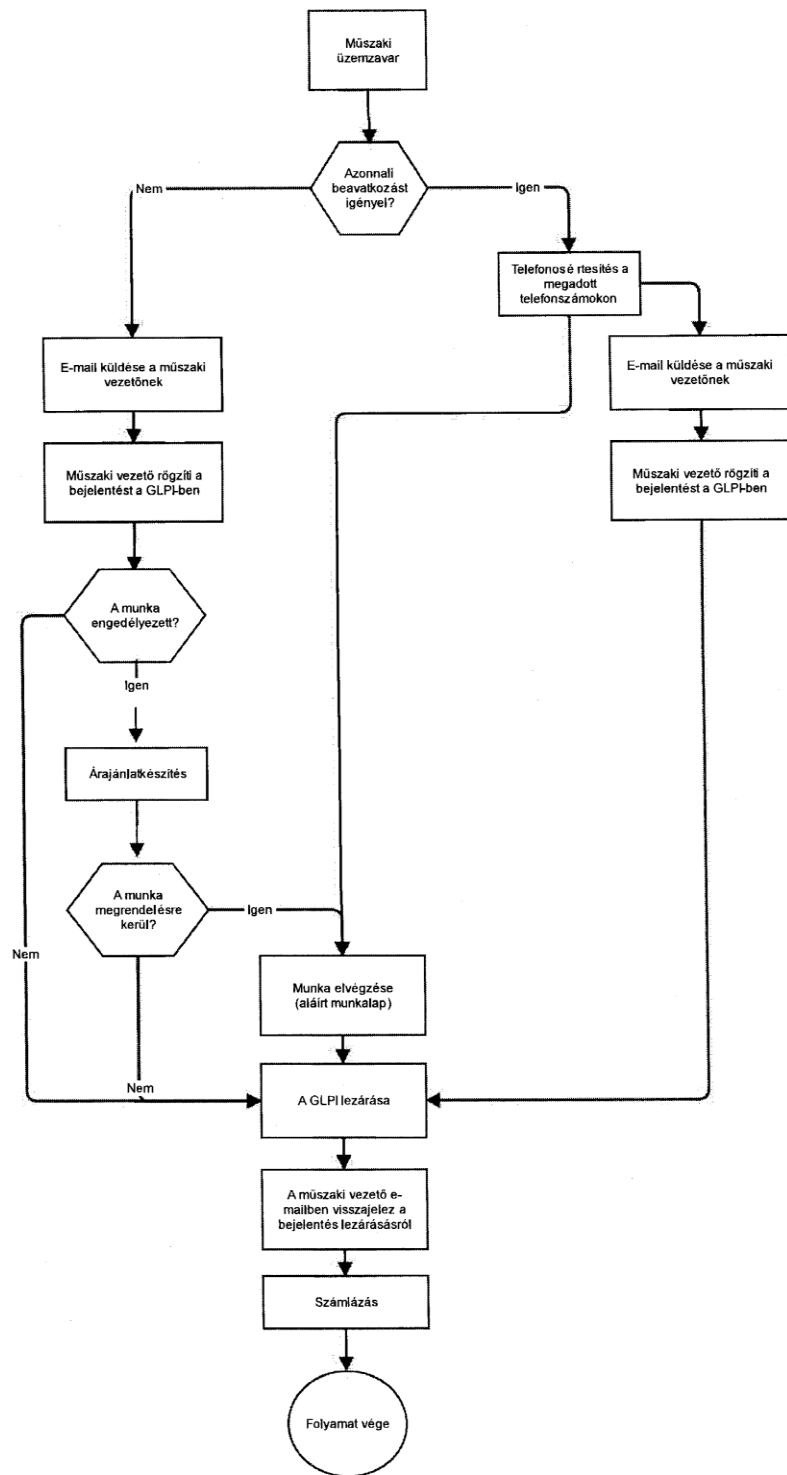 Műszaki
üzemzavar
Azonnali
beavatkozást
igényel?
Nem
Igen
Telefonosé rtesítés a
megadott
telefonszámokon
E-mail küldése a műszaki
vezetőnek
E-mail küldése a műszaki
vezetőnek
Műszaki vezető rögzíti a
bejelentést a GLPI-ben
Műszaki vezető rögzíti a
bejelentést a GLPI-ben
A munka
engedélyezett?
Igen
Árajánlatkészítés
A munka
megrendelésre
kerül?
Igen
Nem
Munka elvégzése
(aláírt munkalap)
Nem
A GLPI lezárása
A műszaki vezető e-
mailben visszajelez a
bejelentés lezárásásról
Számlázás
Folyamat vége